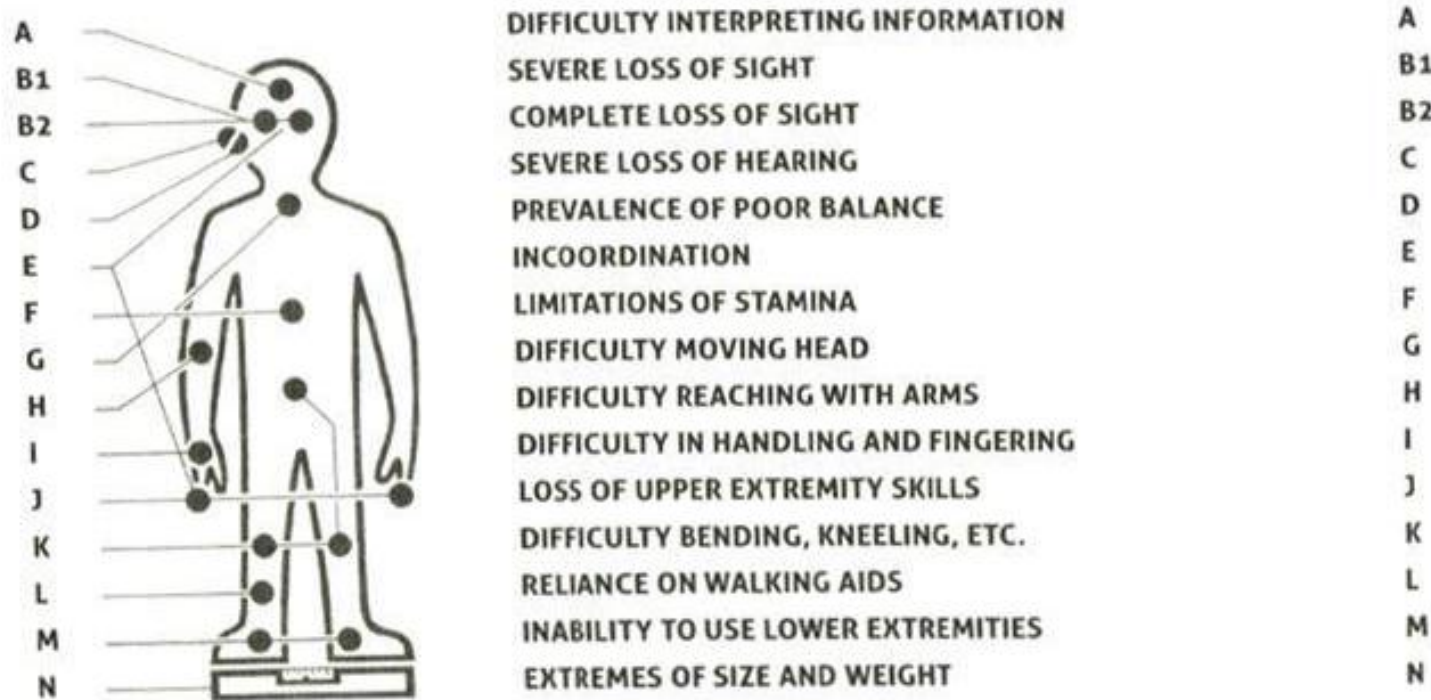 A DIFFICULTY INTERPRETING INFORMATION A
B1 SEVERE LOSS OF SIGHT B1
B2 COMPLETE LOSS OF SIGHT B2
C SEVERE LOSS OF HEARING C
D PREVALENCE OF POOR BALANCE D
E INCOORDINATION E
F LIMITATIONS OF STAMINA F
G DIFFICULTY MOVING HEAD G
H DIFFICULTY REACHING WITH ARMS H
I DIFFICULTY IN HANDLING AND FINGERING I
J LOSS OF UPPER EXTREMITY SKILLS J
K DIFFICULTY BENDING, KNEELING, ETC. K
L RELIANCE ON WALKING AIDS L
M INABILITY TO USE LOWER EXTREMITIES M
N EXTREMES OF SIZE AND WEIGHT N